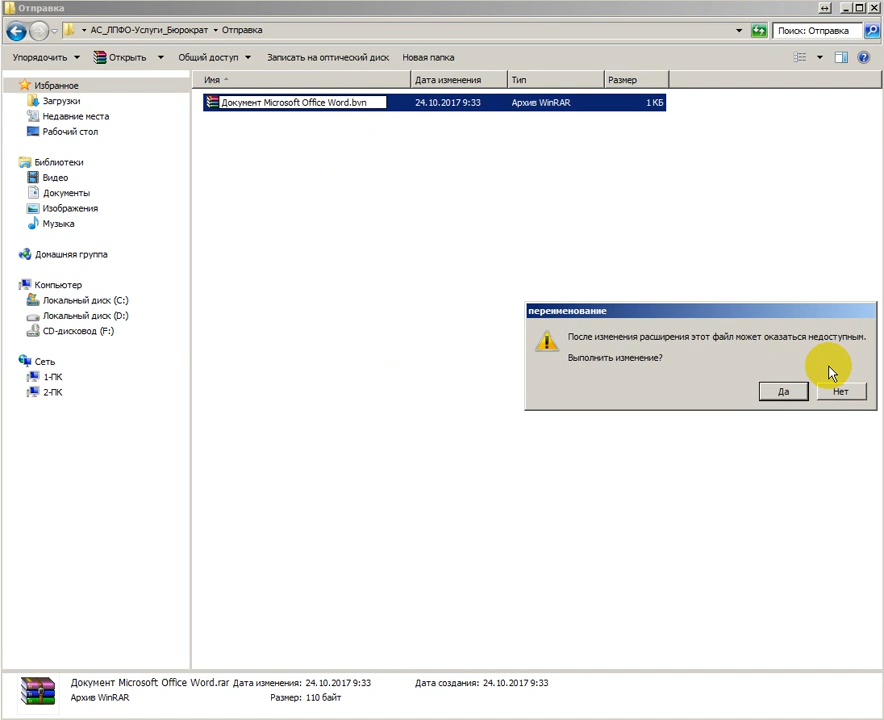 Отправка
АС_ЛПФО-Услуги_Бюрократ Отправка
Поиск: Отправка
Упорядочить Открыть Общий доступ Записать на оптический диск Новая папка
Имя Дата изменения Тип Размер
Избранное
Загрузки
Недавние места
Рабочий стол
Библиотеки
Видео
Документы
Изображения
Музыка
Домашняя группа
Компьютер
Локальный диск (C:)
Локальный диск (D:)
CD-дисковод (F:)
Сеть
1-ПК
2-ПК
Документ Microsoft Office Word.bvn 24.10.2017 9:33 Архив WinRAR 1 КБ
переименование
После изменения расширения этот файл может оказаться недоступным.
Выполнить изменение?
Да Нет
Документ Microsoft Office Word.rar Дата изменения: 24.10.2017 9:33 Дата создания: 24.10.2017 9:33
Архив WinRAR Размер: 110 байт